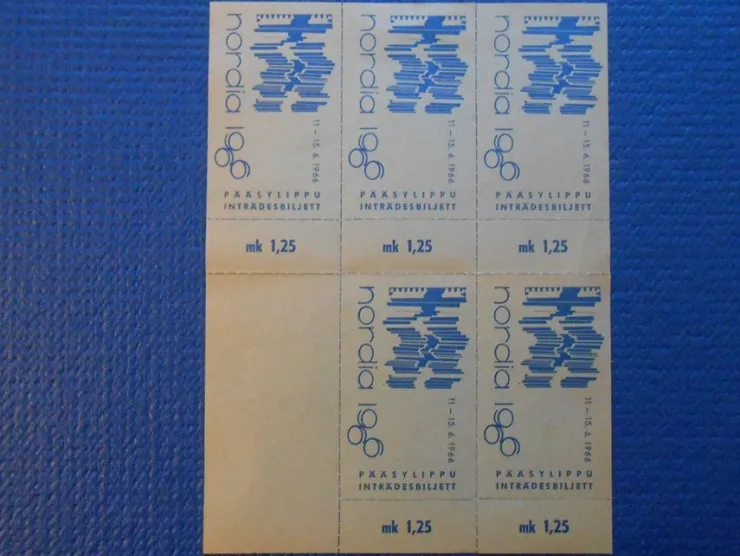 nordia 1966
11 – 15. 6. 1966
PÄÄSYLIPPU
INTRÄDESBILJETT
mk 1,25
nordia 1966
11 – 15. 6. 1966
PÄÄSYLIPPU
INTRÄDESBILJETT
mk 1,25
nordia 1966
11 – 15. 6. 1966
PÄÄSYLIPPU
INTRÄDESBILJETT
mk 1,25
nordia 1966
11 – 15. 6. 1966
PÄÄSYLIPPU
INTRÄDESBILJETT
mk 1,25
nordia 1966
11 – 15. 6. 1966
PÄÄSYLIPPU
INTRÄDESBILJETT
mk 1,25